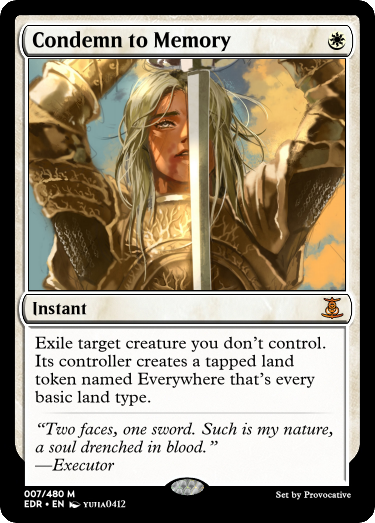 Condemn to Memory
Instant
Exile target creature you don't control.
Its controller creates a tapped land
token named Everywhere that's every
basic land type.
"Two faces, one sword. Such is my nature,
a soul drenched in blood."
—Executor
007/480 M
EDR • EN YUJIA0412
Set by Provocative